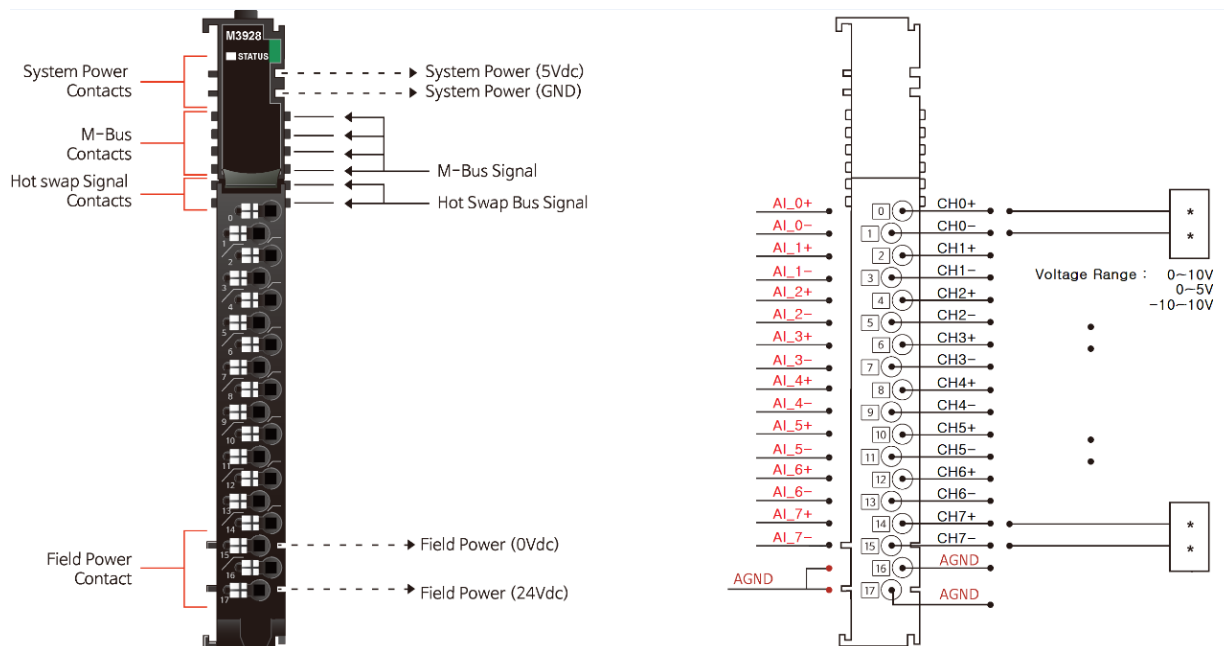 M3928
STATUS
System Power
Contacts
System Power (5Vdc)
System Power (GND)
M-Bus
Contacts
M-Bus Signal
Hot swap Signal
Contacts
Hot Swap Bus Signal
0
1
2
3
4
5
6
7
8
9
10
11
12
13
14
15
16
17
Field Power
Contact
Field Power (0Vdc)
Field Power (24Vdc)
AI_0+
AI_0-
AI_1+
AI_1-
AI_2+
AI_2-
AI_3+
AI_3-
AI_4+
AI_4-
AI_5+
AI_5-
AI_6+
AI_6-
AI_7+
AI_7-
AGND
0
1
2
3
4
5
6
7
8
9
10
11
12
13
14
15
16
17
CH0+
CH0-
CH1+
CH1-
CH2+
CH2-
CH3+
CH3-
CH4+
CH4-
CH5+
CH5-
CH6+
CH6-
CH7+
CH7-
AGND
AGND
*
*
Voltage Range : 0~10V
0~5V
-10~10V
*
*